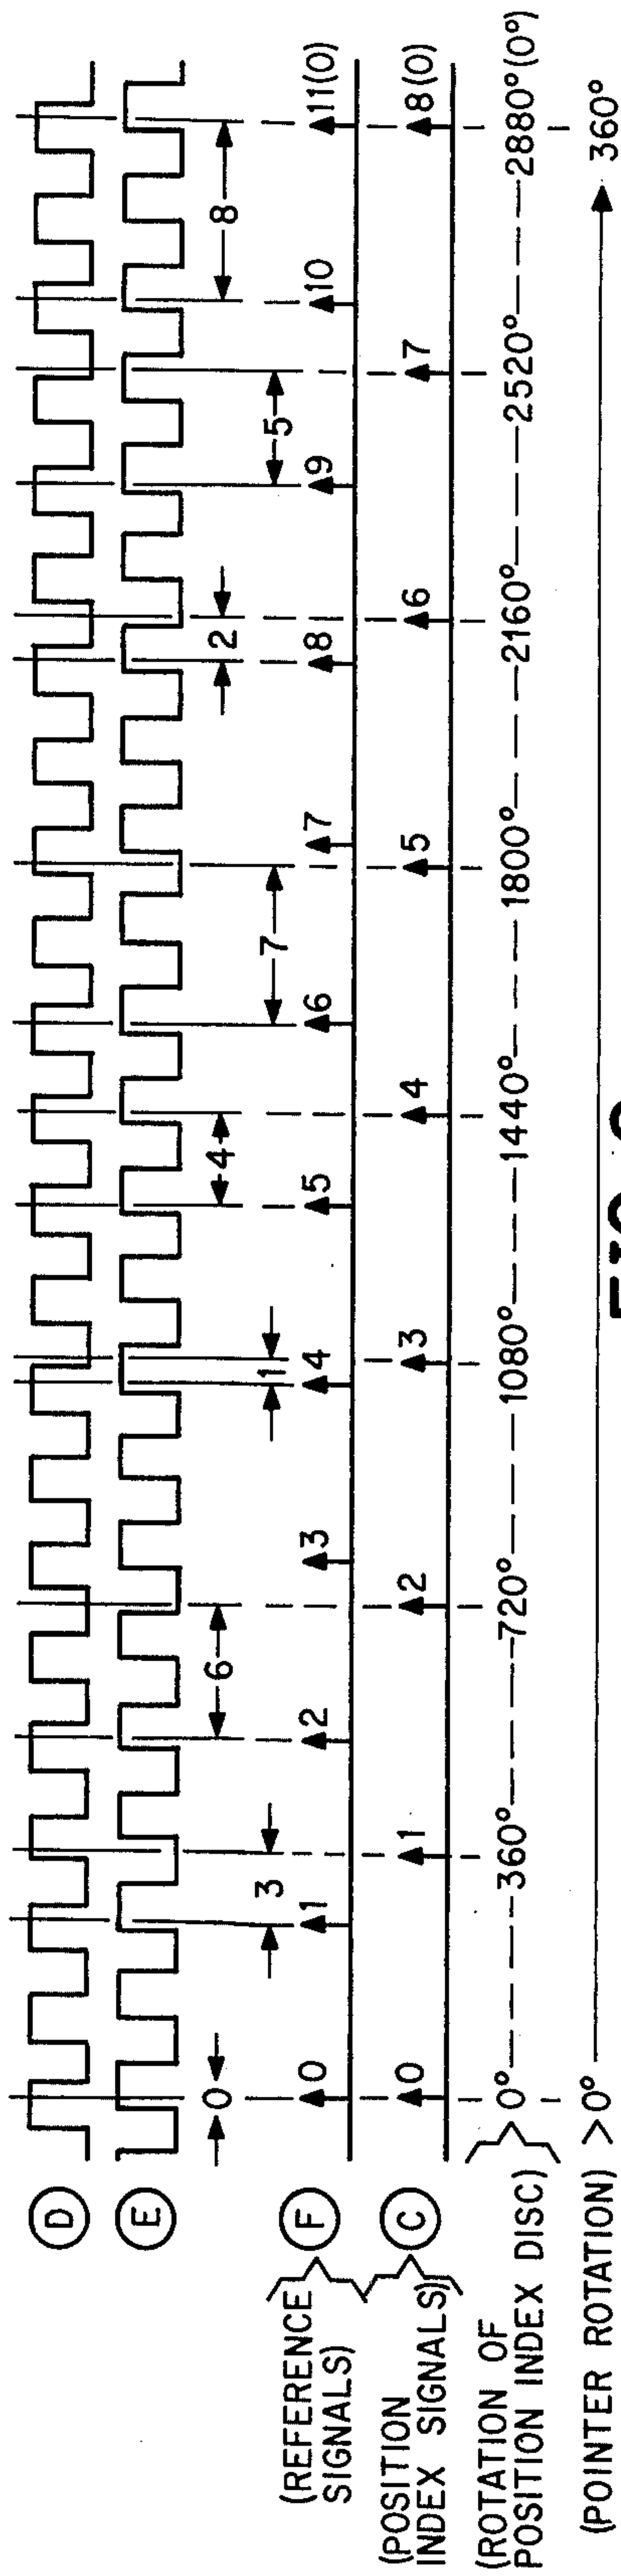 D
E
0 6 4 2 8
3 1 7 5
(REFERENCE SIGNALS)
F 0 1 2 3 4 5 6 7 8 9 10 11(0)
(POSITION INDEX SIGNALS)
C 0 1 2 3 4 5 6 7 8(0)
(ROTATION OF POSITION INDEX DISC)
0° 360° 720° 1080° 1440° 1800° 2160° 2520° 2880°(0°)
(POINTER ROTATION) 0° 360°